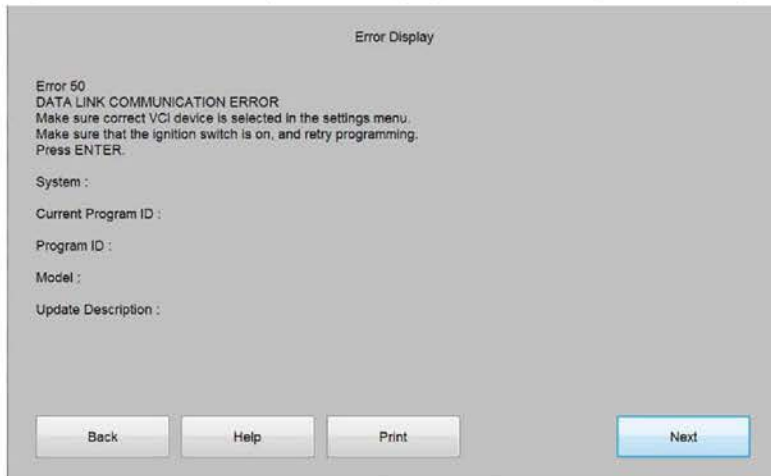 Error Display
Error 50
DATA LINK COMMUNICATION ERROR
Make sure correct VCI device is selected in the settings menu.
Make sure that the ignition switch is on, and retry programming.
Press ENTER.
System :
Current Program ID :
Program ID :
Model :
Update Description :
Back
Help
Print
Next